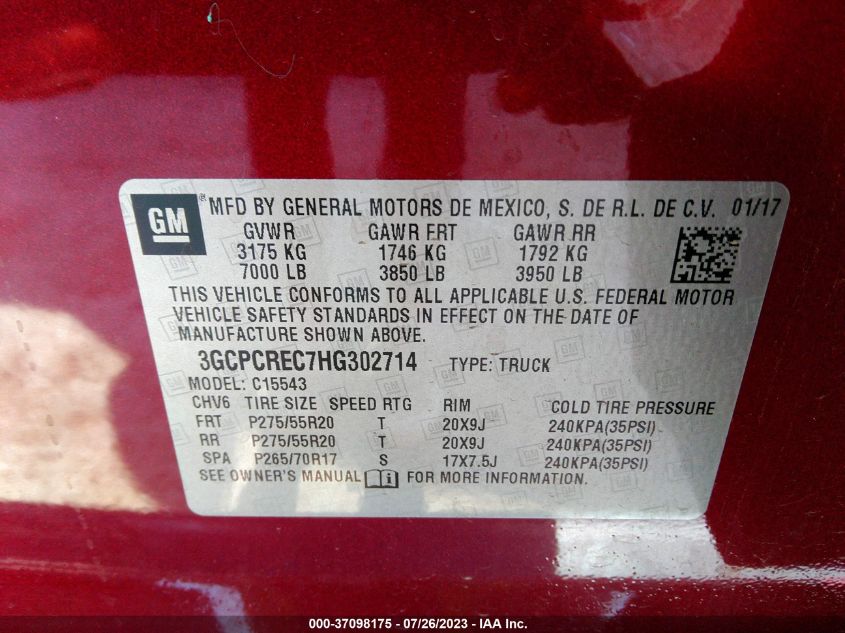 GM ® MFD BY GENERAL MOTORS DE MEXICO, S. DE R.L. DE C.V. 01/17
GVWR GAWR FRT GAWR RR
3175 KG 1746 KG 1792 KG
7000 LB 3850 LB 3950 LB
THIS VEHICLE CONFORMS TO ALL APPLICABLE U.S. FEDERAL MOTOR
VEHICLE SAFETY STANDARDS IN EFFECT ON THE DATE OF
MANUFACTURE SHOWN ABOVE.
3GCPCREC7HG302714 TYPE: TRUCK
MODEL: C15543
CHV6 TIRE SIZE SPEED RTG RIM COLD TIRE PRESSURE
FRT P275/55R20 T 20X9J 240KPA(35PSI)
RR P275/55R20 T 20X9J 240KPA(35PSI)
SPA P265/70R17 S 17X7.5J 240KPA(35PSI)
SEE OWNER'S MANUAL FOR MORE INFORMATION.
000-37098175 - 07/26/2023 - IAA Inc.